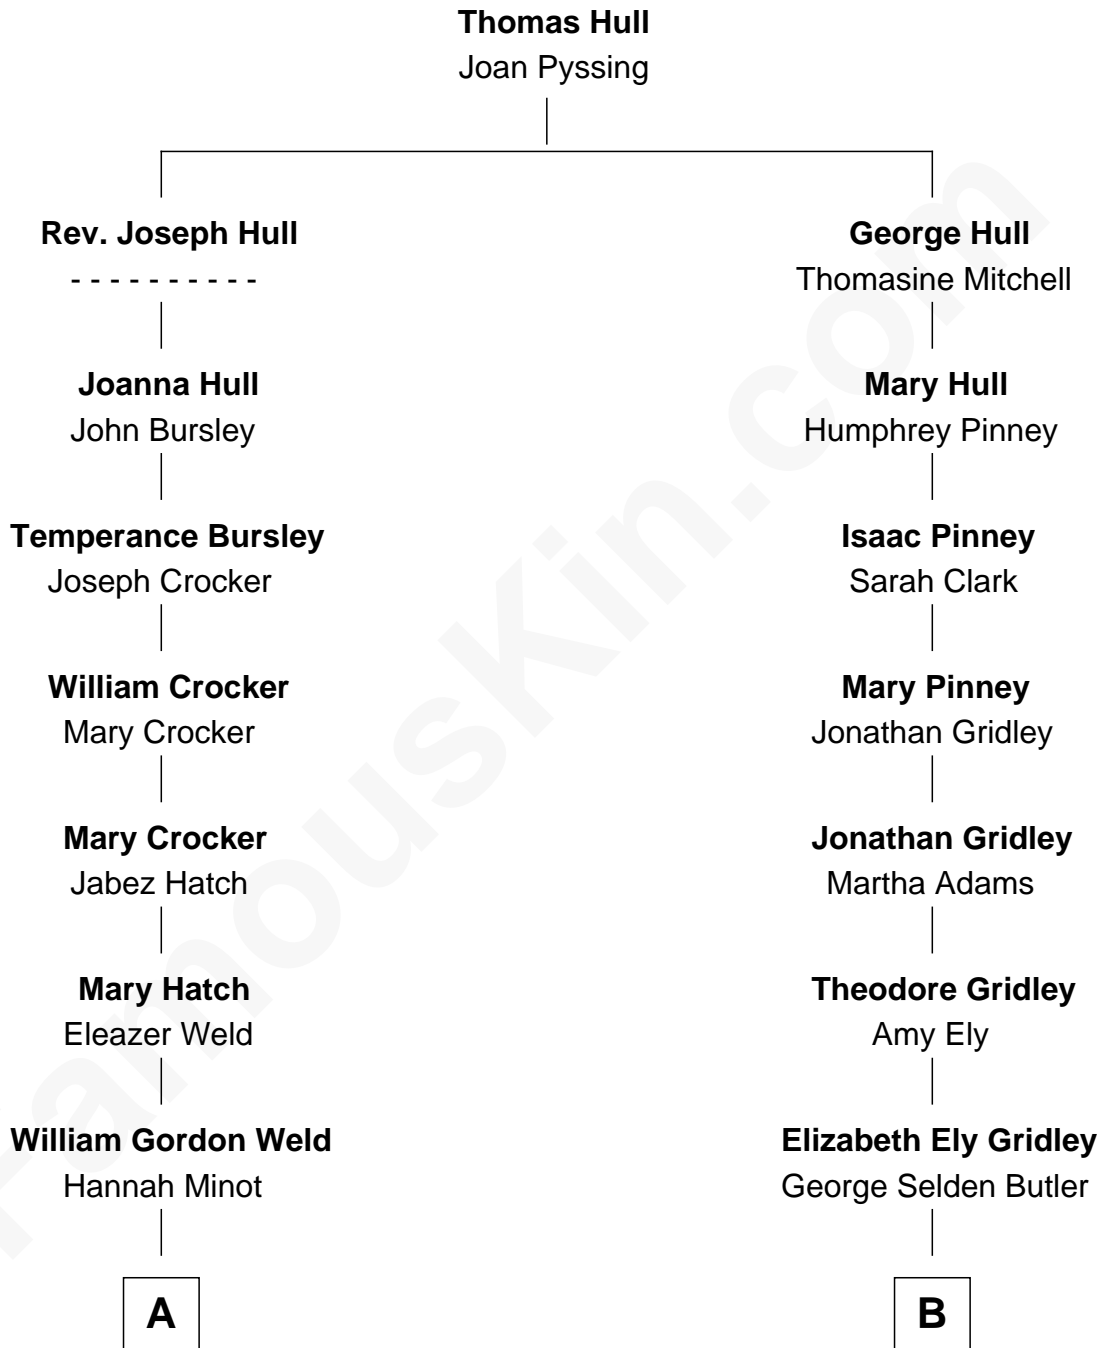 Thomas Hull
Joan Pyssing
Rev. Joseph Hull
- - - - - - - - - -
Joanna Hull
John Bursley
Temperance Bursley
Joseph Crocker
William Crocker
Mary Crocker
Mary Crocker
Jabez Hatch
Mary Hatch
Eleazer Weld
William Gordon Weld
Hannah Minot
A
George Hull
Thomasine Mitchell
Mary Hull
Humphrey Pinney
Isaac Pinney
Sarah Clark
Mary Pinney
Jonathan Gridley
Jonathan Gridley
Martha Adams
Theodore Gridley
Amy Ely
Elizabeth Ely Gridley
George Selden Butler
B
FamousKin.com